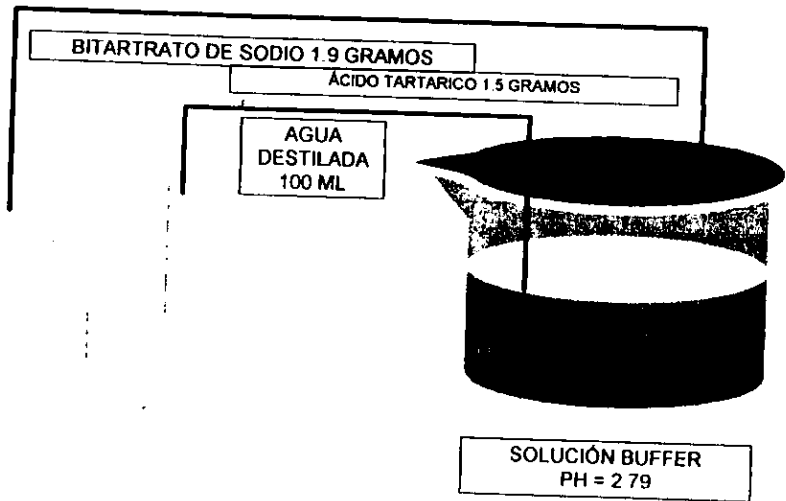 BITARTRATO DE SODIO 1.9 GRAMOS
ÁCIDO TARTARICO 1.5 GRAMOS
AGUA
DESTILADA
100 ML
SOLUCIÓN BUFFER
PH = 2 79